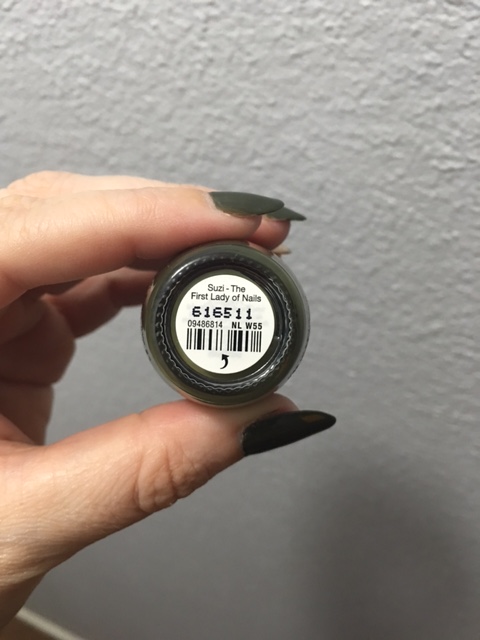 Suzi - The
First Lady of Nails
616511
09486814 NL W55